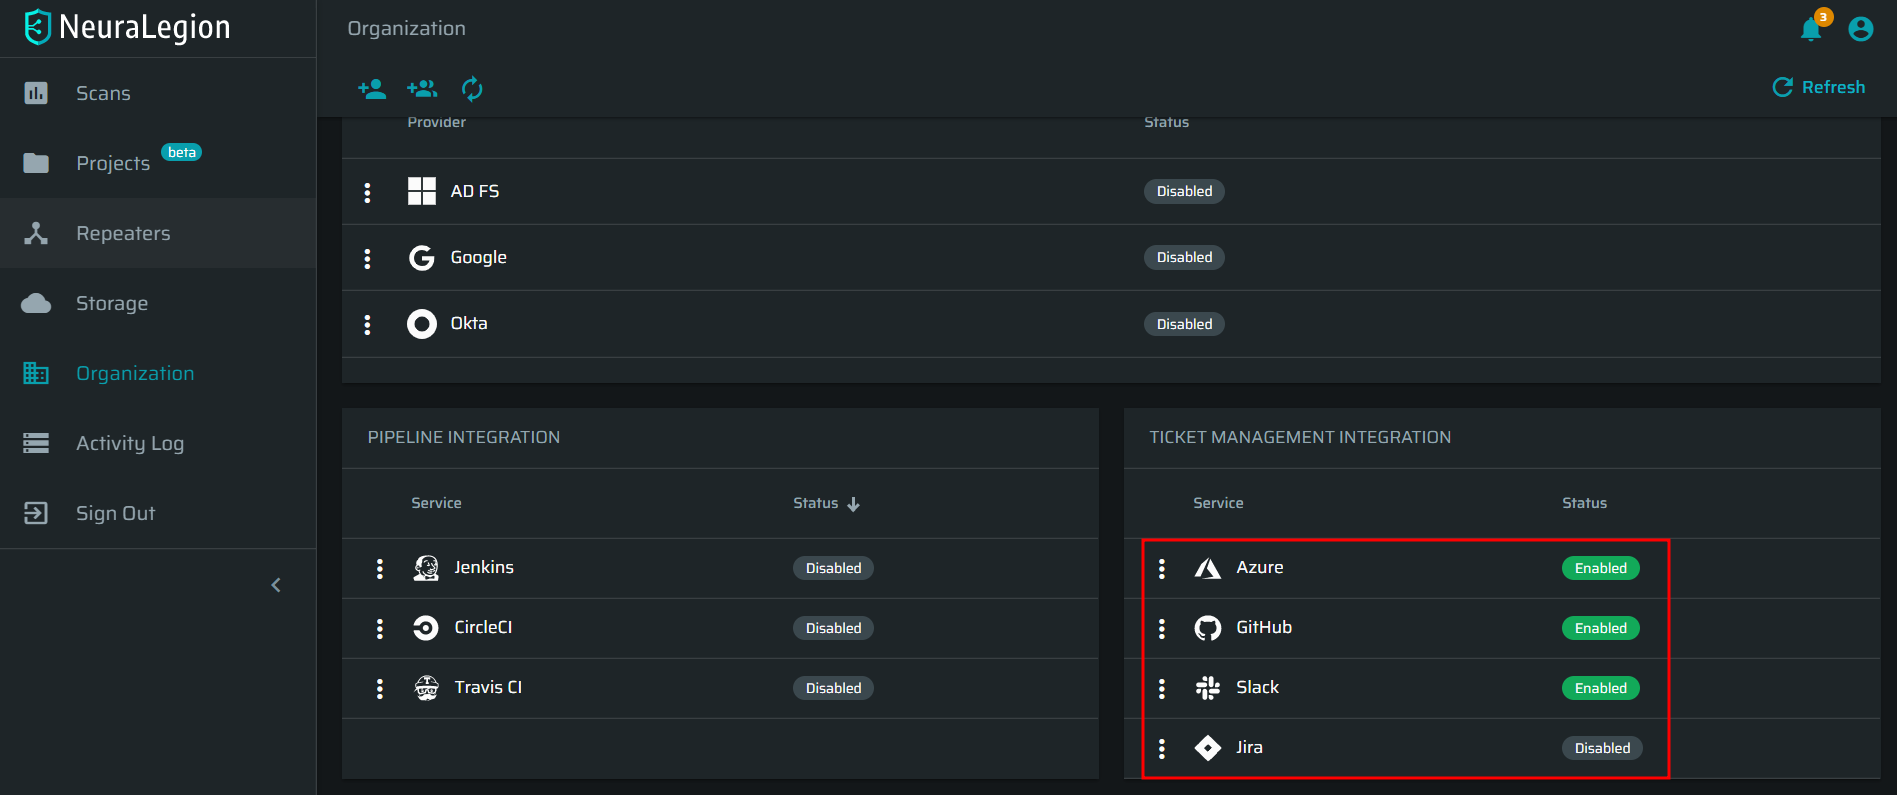 NeuraLegion
Organization
3
Scans
Projects beta
Repeaters
Storage
Organization
Activity Log
Sign Out
Refresh
Provider Status
AD FS Disabled
Google Disabled
Okta Disabled
PIPELINE INTEGRATION
Service Status
Jenkins Disabled
CircleCI Disabled
Travis CI Disabled
TICKET MANAGEMENT INTEGRATION
Service Status
Azure Enabled
GitHub Enabled
Slack Enabled
Jira Disabled